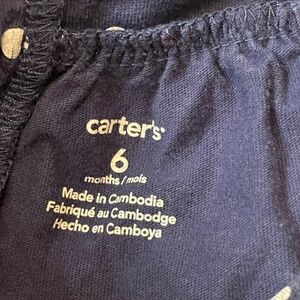 carter's
6
months/mois
Made in Cambodia
Fabriqué au Cambodge
Hecho en Camboya